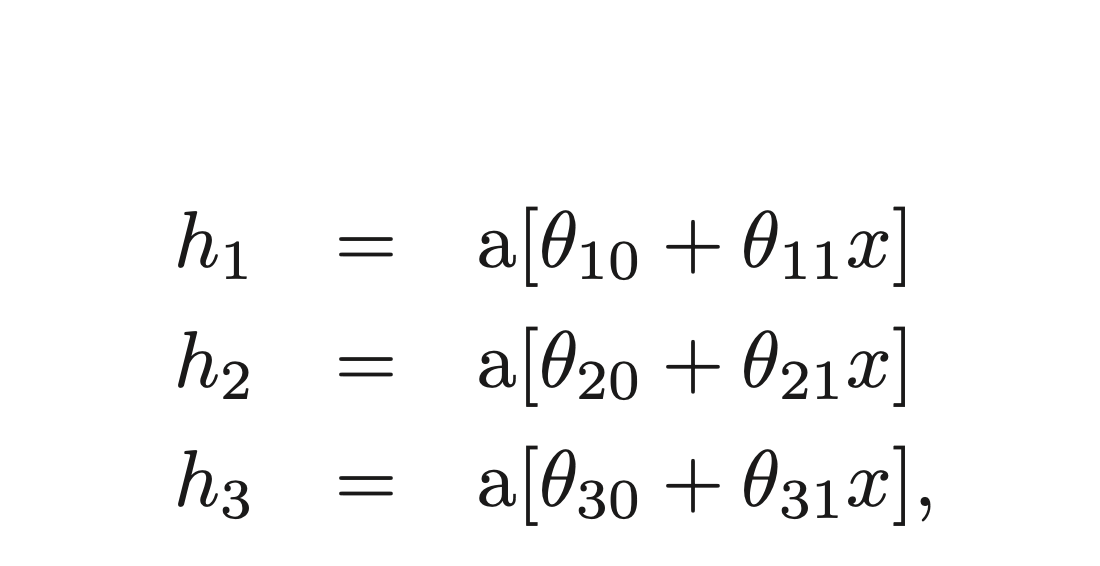 h₁ = a[θ₁₀ + θ₁₁x]
h₂ = a[θ₂₀ + θ₂₁x]
h₃ = a[θ₃₀ + θ₃₁x],